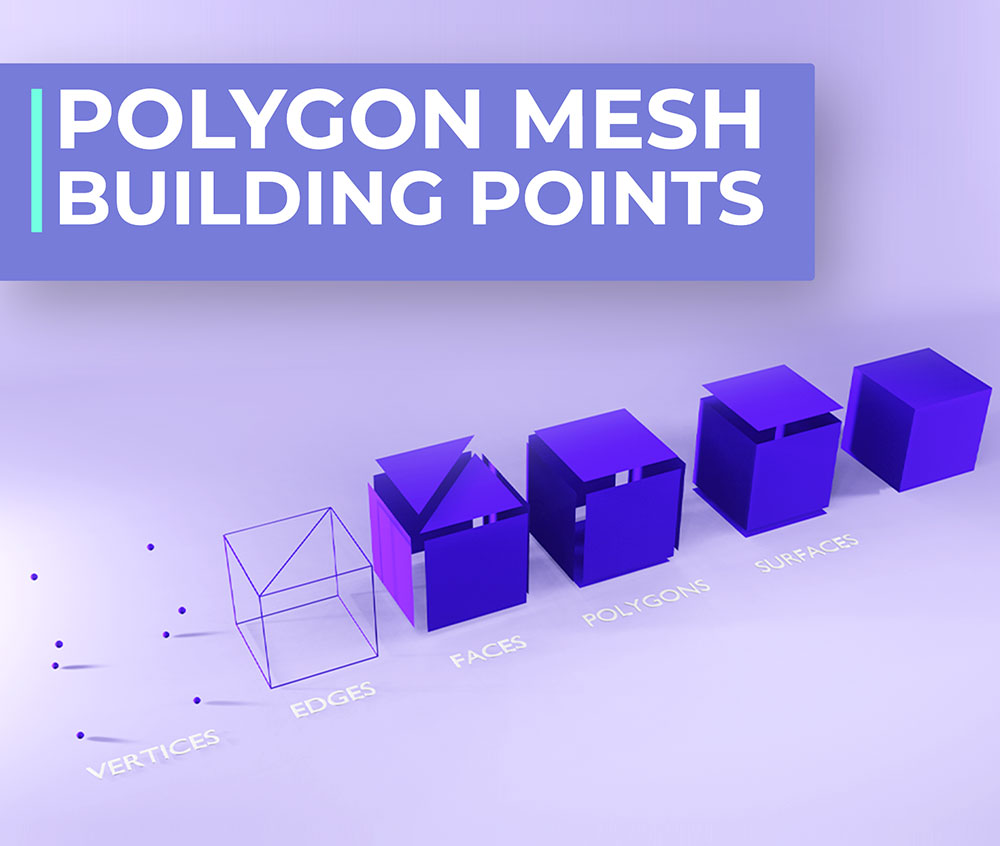 POLYGON MESH
BUILDING POINTS
VERTICES
EDGES
FACES
POLYGONS
SURFACES